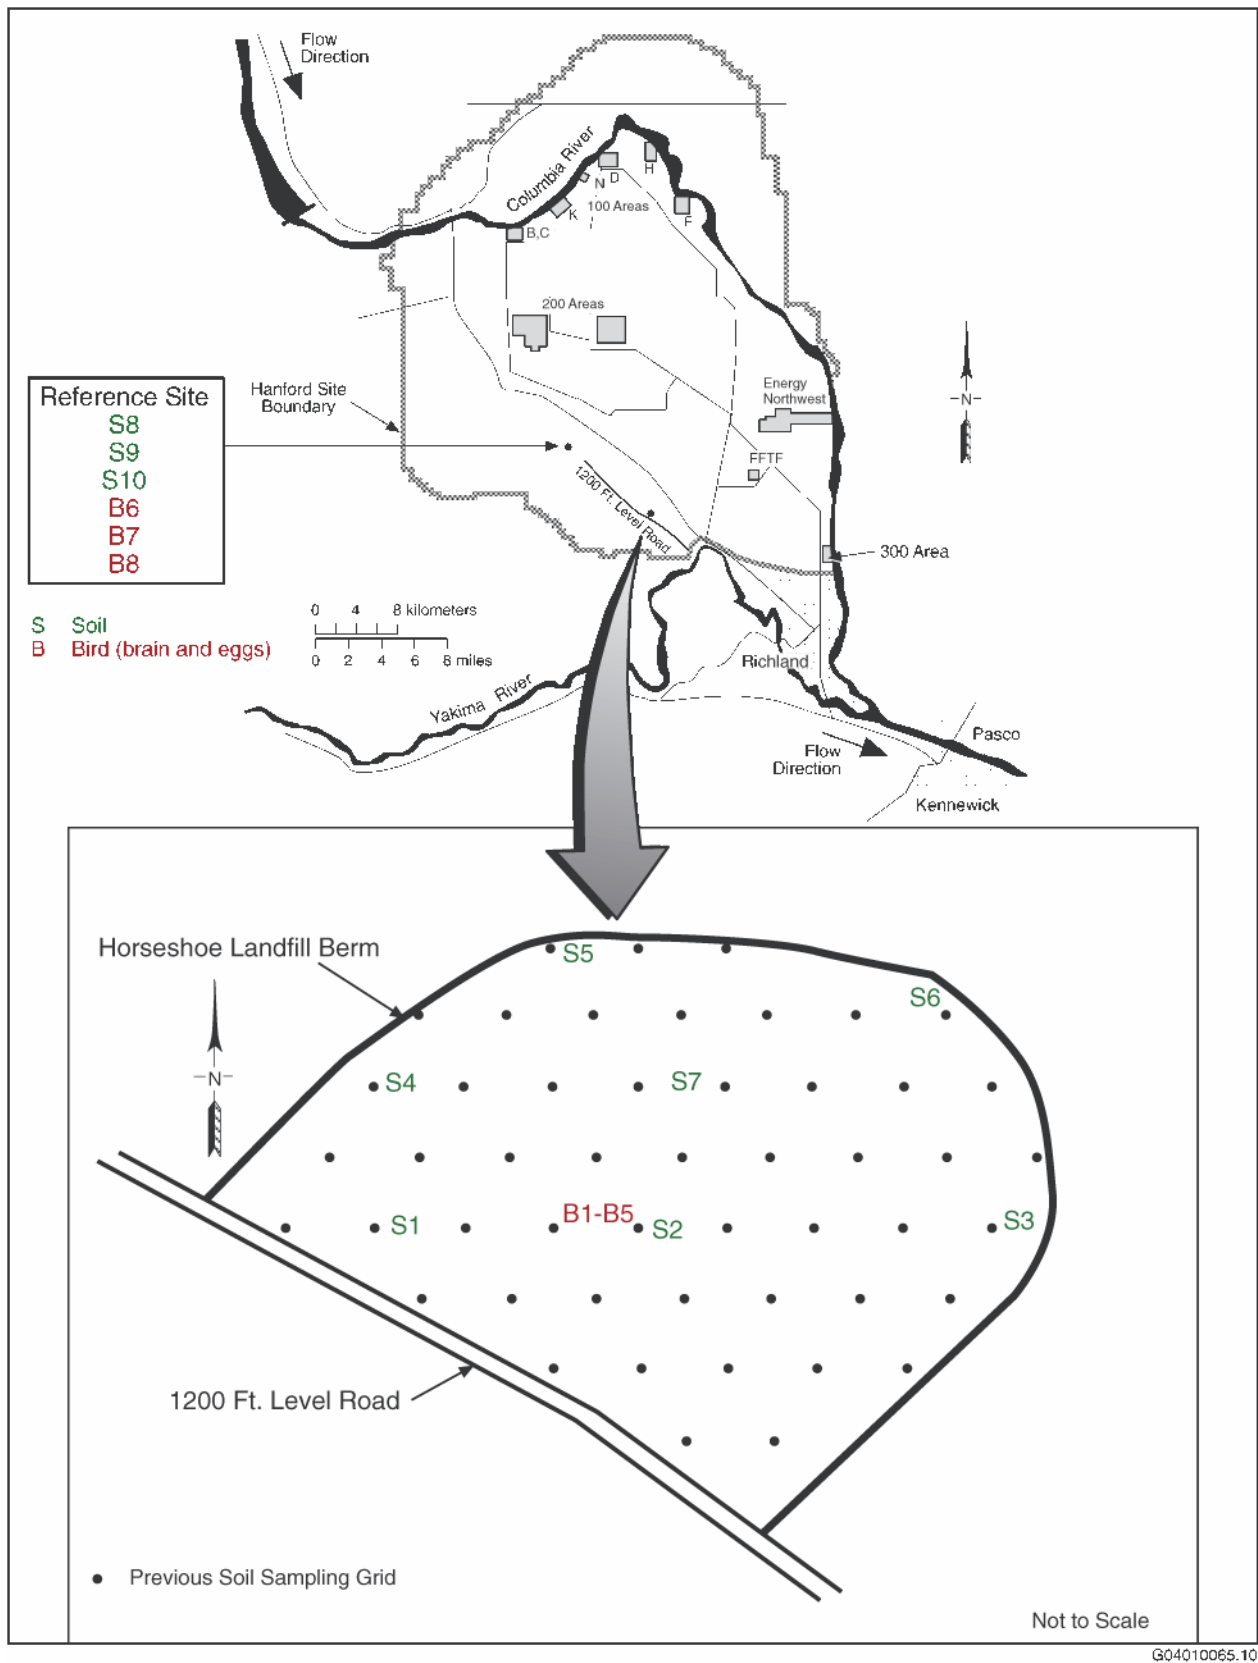 Flow
Direction
Columbia River
H
D
N
100 Areas
K
F
B,C
200 Areas
Reference Site
S8
S9
S10
B6
B7
B8
Hanford Site
Boundary
Energy
Northwest
-N-
FFTF
1200 Ft. Level Road
300 Area
S Soil
B Bird (brain and eggs)
0 4 8 kilometers
0 2 4 6 8 miles
Richland
Yakima River
Flow
Direction
Pasco
Kennewick
Horseshoe Landfill Berm
S5
S6
-N-
S4
S7
B1-B5
S1
S2
S3
1200 Ft. Level Road
Previous Soil Sampling Grid
Not to Scale
G04010065.10